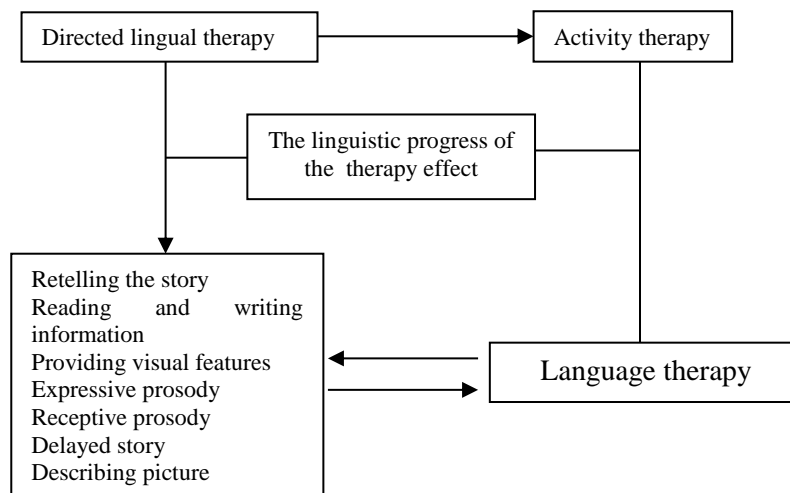 Directed lingual therapy
Activity therapy
The linguistic progress of
the therapy effect
Retelling the story
Reading and writing
information
Providing visual features
Expressive prosody
Receptive prosody
Delayed story
Describing picture
Language therapy